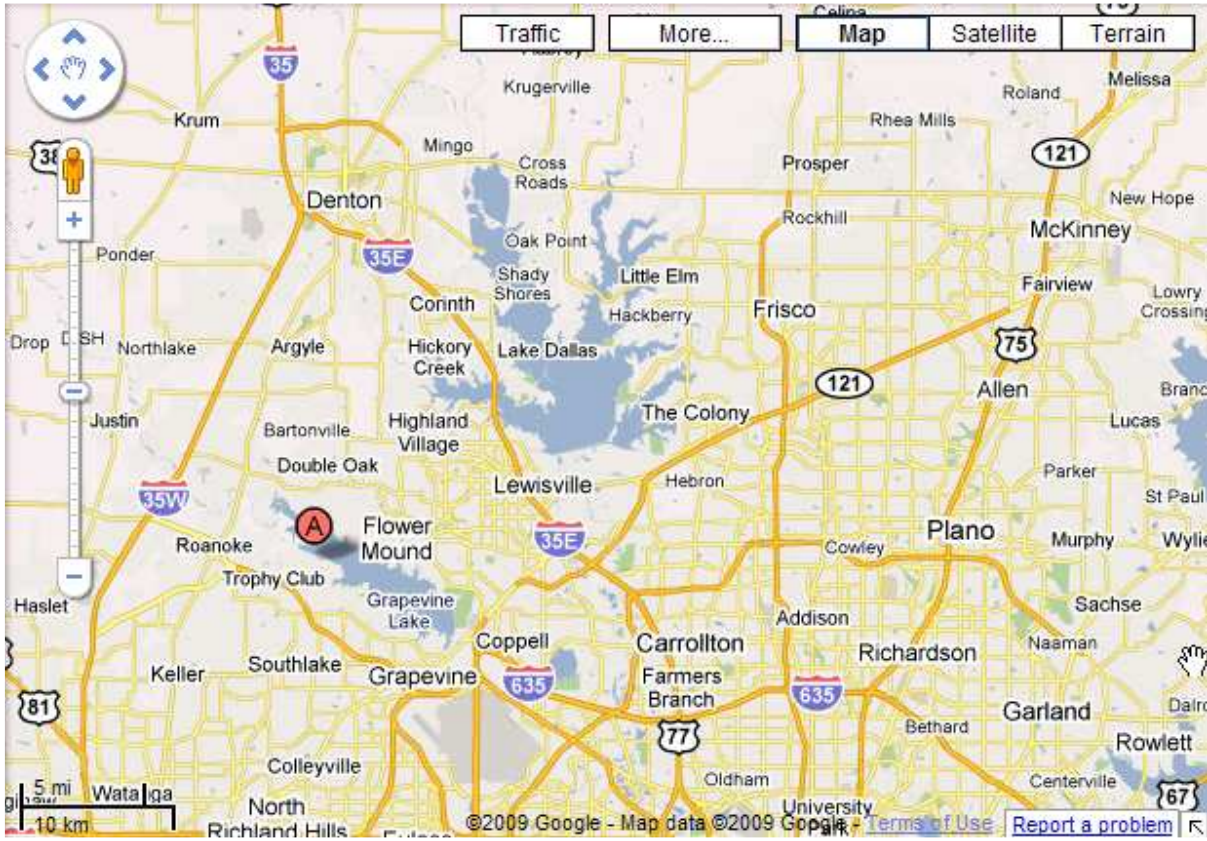 Celina
Traffic
More...
Map
Satellite
Terrain
35
Melissa
Krugerville
Roland
Krum
Rhea Mills
Mingo
121
38
Cross
Roads
Prosper
Denton
New Hope
Rockhill
McKinney
Oak Point
Ponder
35E
Shady
Shores
Little Elm
Fairview
Corinth
Lowry
Crossing
Frisco
Hackberry
Drop
Northlake
Argyle
Hickory
Creek
Lake Dallas
75
121
Allen
Justin
Bartonville
Highland
Village
The Colony
Lucas
Double Oak
Parker
Lewisville
Hebron
35W
St Paul
A
Flower
Mound
35E
Plano
Roanoke
Cowley
Murphy
Wylie
Trophy Club
Haslet
Grapevine
Lake
Sachse
Addison
Coppell
Carrollton
Naaman
Richardson
Southlake
Keller
Grapevine
635
Farmers
Branch
635
81
Garland
77
Bethard
Rowlett
Colleyville
5 mi
Oldham
Centerville
67
10 km
North
Richland Hills
University
Park
©2009 Google - Map data ©2009 Google - Terms of Use
Report a problem